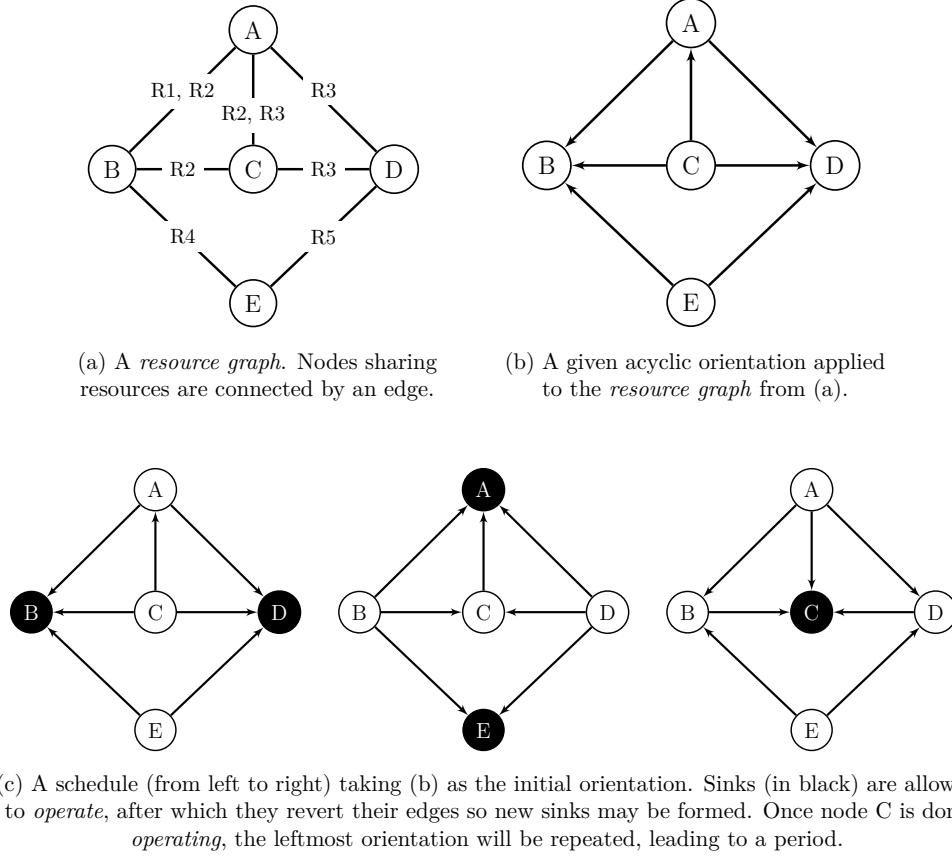 A
R1, R2
R3
R2, R3
B
R2
C
R3
D
R4
R5
E
(a) A resource graph. Nodes sharing
resources are connected by an edge.
A
B
C
D
E
(b) A given acyclic orientation applied
to the resource graph from (a).
A
B
C
D
E
A
B
C
D
E
A
B
C
D
E
c) A schedule (from left to right) taking (b) as the initial orientation. Sinks (in black) are allow
to operate, after which they revert their edges so new sinks may be formed. Once node C is don
operating, the leftmost orientation will be repeated, leading to a period.